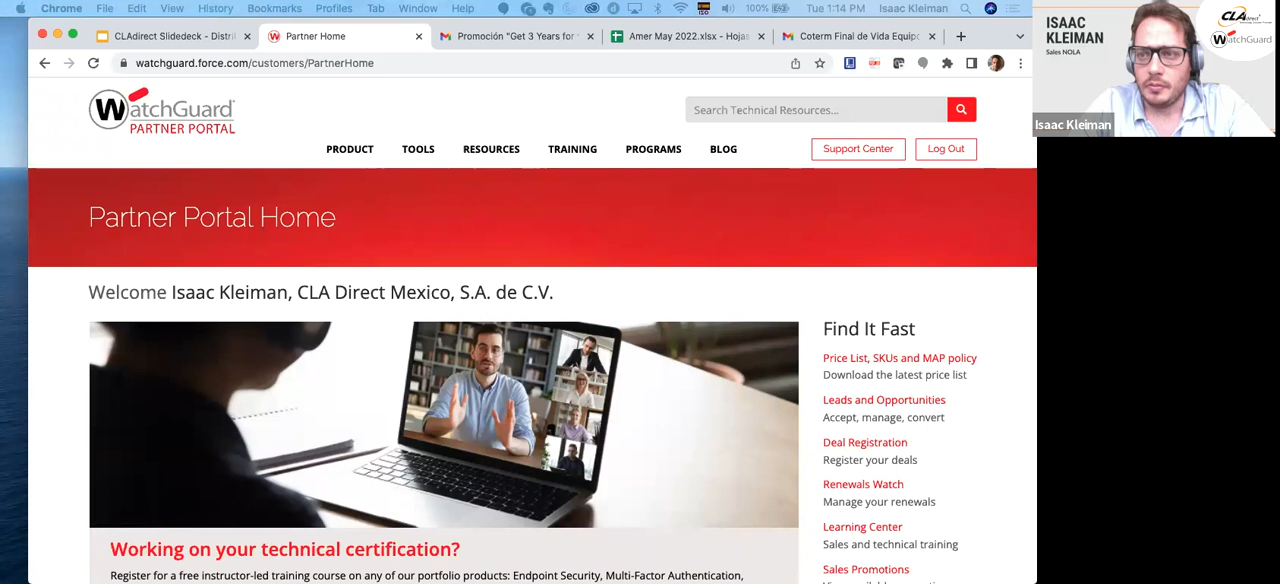 Chrome File Edit View History Bookmarks Profiles Tab Window Help 100% Tue 1:14 PM Isaac Kleiman
CLAdirect Slidedeck - Distrib
Partner Home
Promoción "Get 3 Years for
Amer May 2022.xlsx - Hojas
Coterm Final de Vida Equipo
watchguard.force.com/customers/PartnerHome
WatchGuard
PARTNER PORTAL
Search Technical Resources...
PRODUCT TOOLS RESOURCES TRAINING PROGRAMS BLOG
Support Center
Log Out
Partner Portal Home
Welcome Isaac Kleiman, CLA Direct Mexico, S.A. de C.V.
Find It Fast
Price List, SKUs and MAP policy
Download the latest price list
Leads and Opportunities
Accept, manage, convert
Deal Registration
Register your deals
Renewals Watch
Manage your renewals
Learning Center
Sales and technical training
Sales Promotions
Working on your technical certification?
Register for a free instructor-led training course on any of our portfolio products: Endpoint Security, Multi-Factor Authentication,
ISAAC
KLEIMAN
Sales NOLA
CLAdirect
WatchGuard
Isaac Kleiman